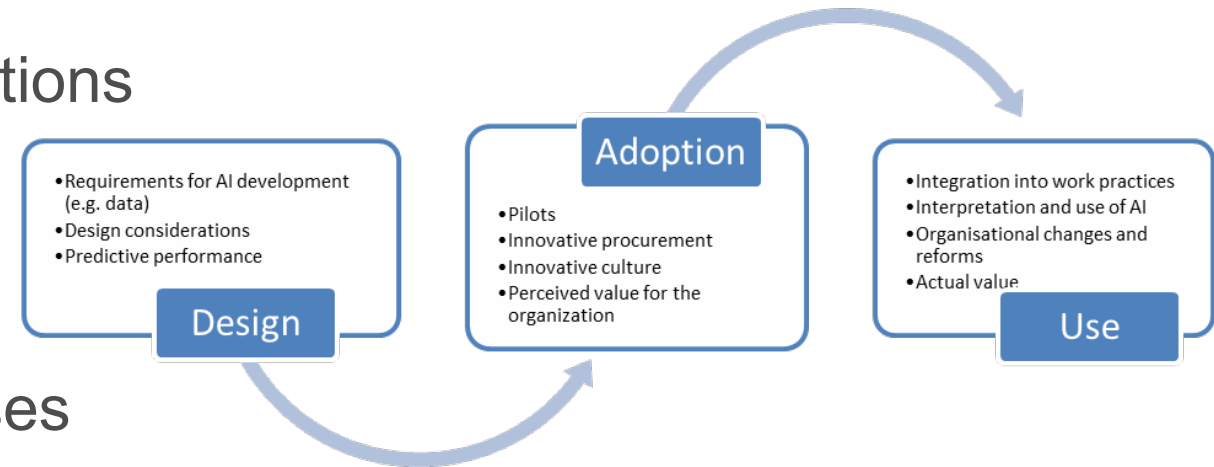 tions
•Requirements for AI development
(e.g. data)
•Design considerations
•Predictive performance
Design
Adoption
•Pilots
•Innovative procurement
•Innovative culture
•Perceived value for the
organization
•Integration into work practices
•Interpretation and use of AI
•Organisational changes and
reforms
•Actual value
Use
ses